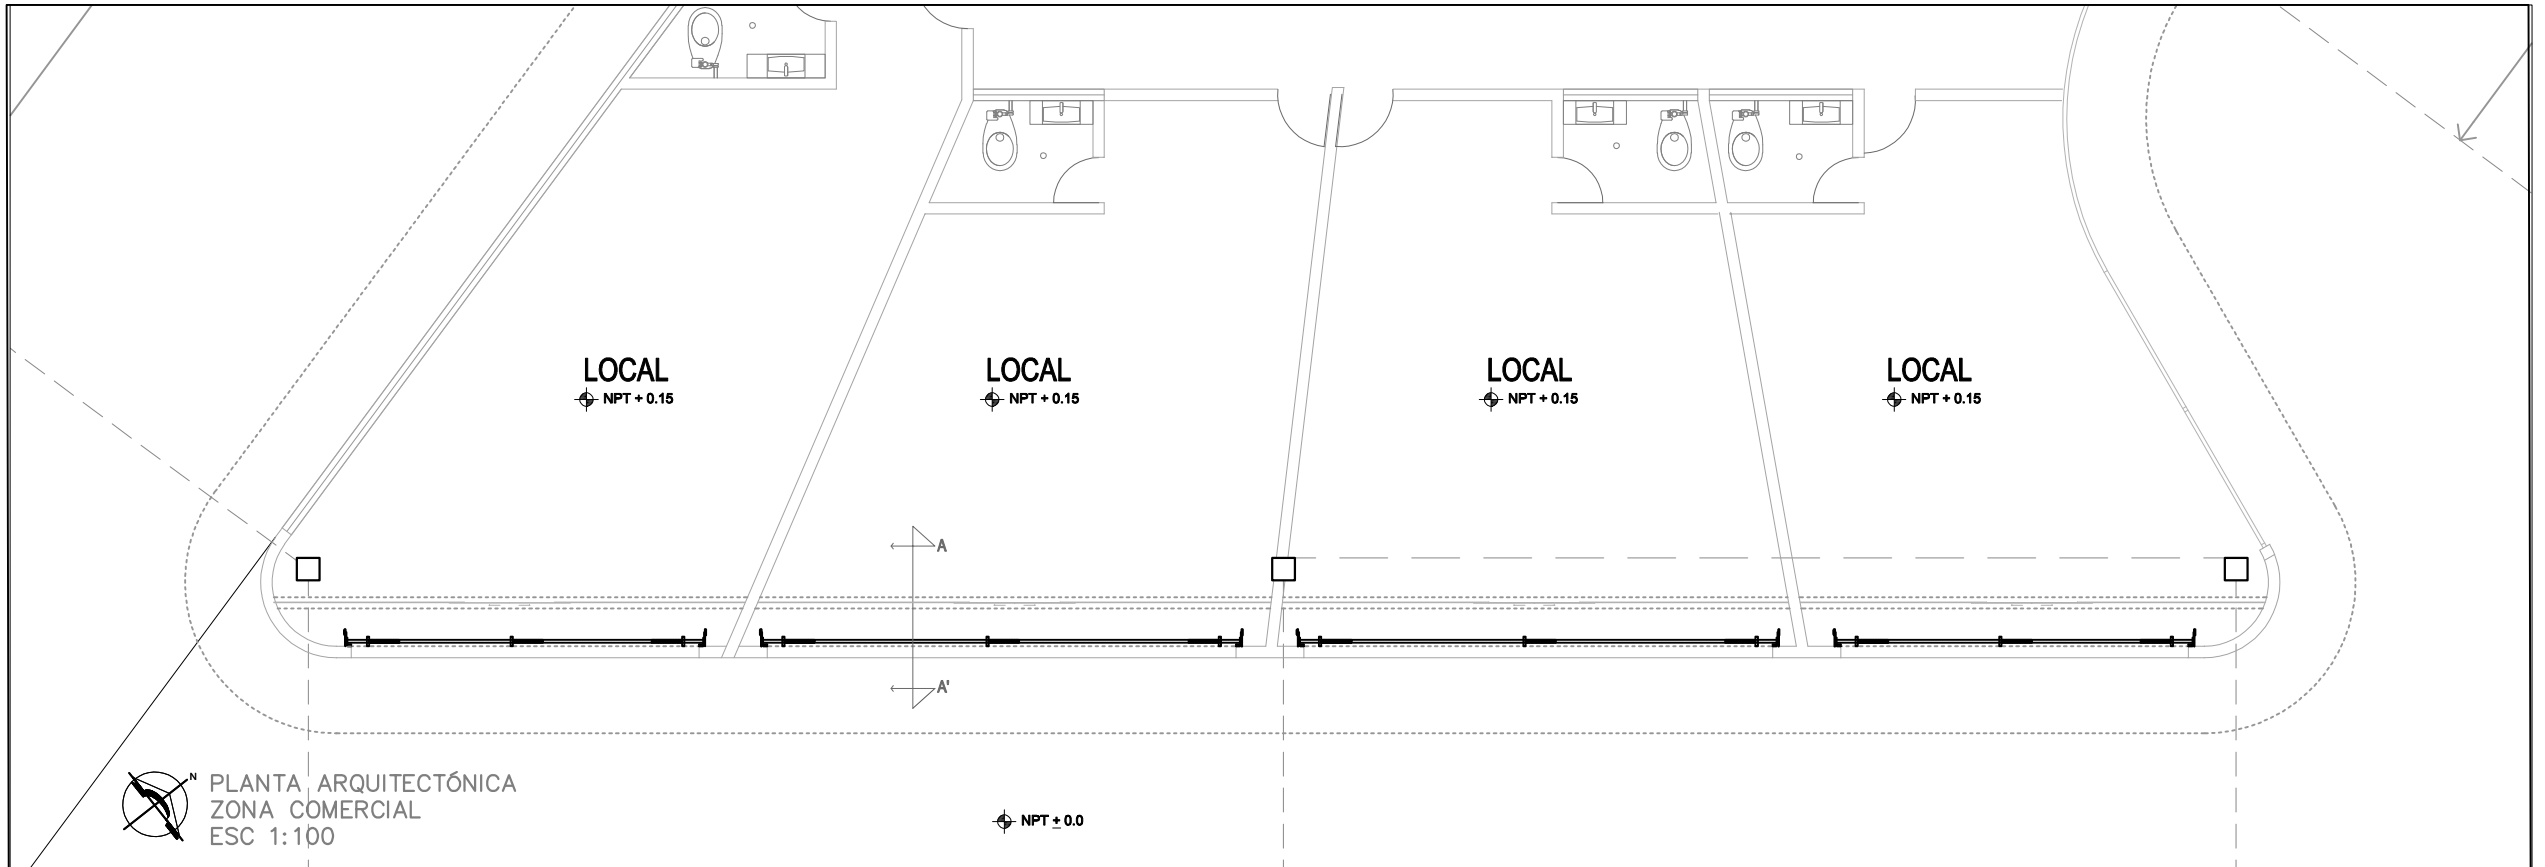 LOCAL
NPT + 0.15
LOCAL
NPT + 0.15
LOCAL
NPT + 0.15
LOCAL
NPT + 0.15
A
A'
N
PLANTA ARQUITECTÓNICA
ZONA COMERCIAL
ESC 1:100
NPT ± 0.0